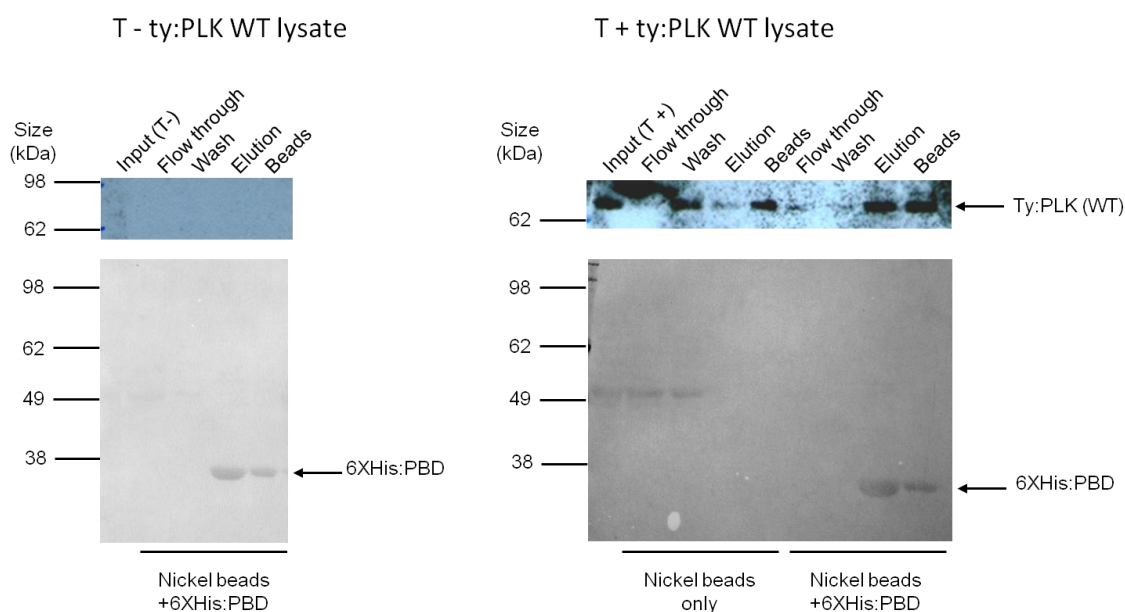 T - ty:PLK WT lysate
T + ty:PLK WT lysate
Size
(kDa)
Input (T-)
Flow through
Wash
Elution
Beads
98
62
98
62
49
38
6XHis:PBD
Nickel beads
+6XHis:PBD
Size
(kDa)
Input (T +)
Flow through
Wash
Elution
Beads
Flow through
Wash
Elution
Beads
62
Ty:PLK (WT)
98
62
49
38
6XHis:PBD
Nickel beads
only
Nickel beads
+6XHis:PBD